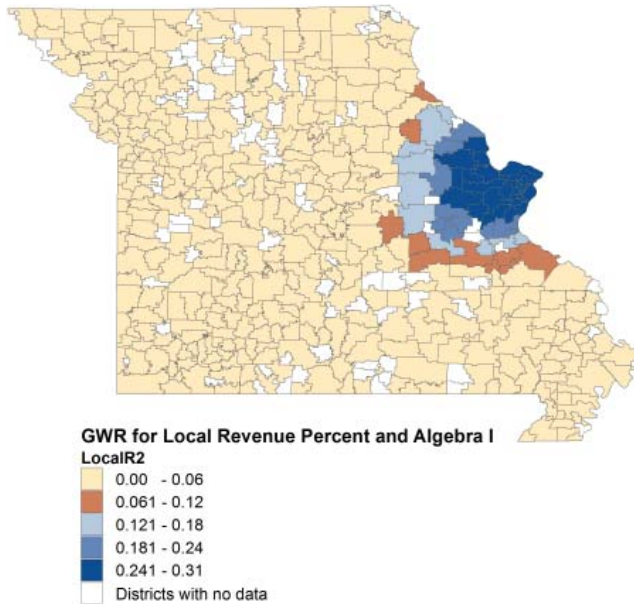 GWR for Local Revenue Percent and Algebra I
LocalR2
0.00 - 0.06
0.061 - 0.12
0.121 - 0.18
0.181 - 0.24
0.241 - 0.31
Districts with no data